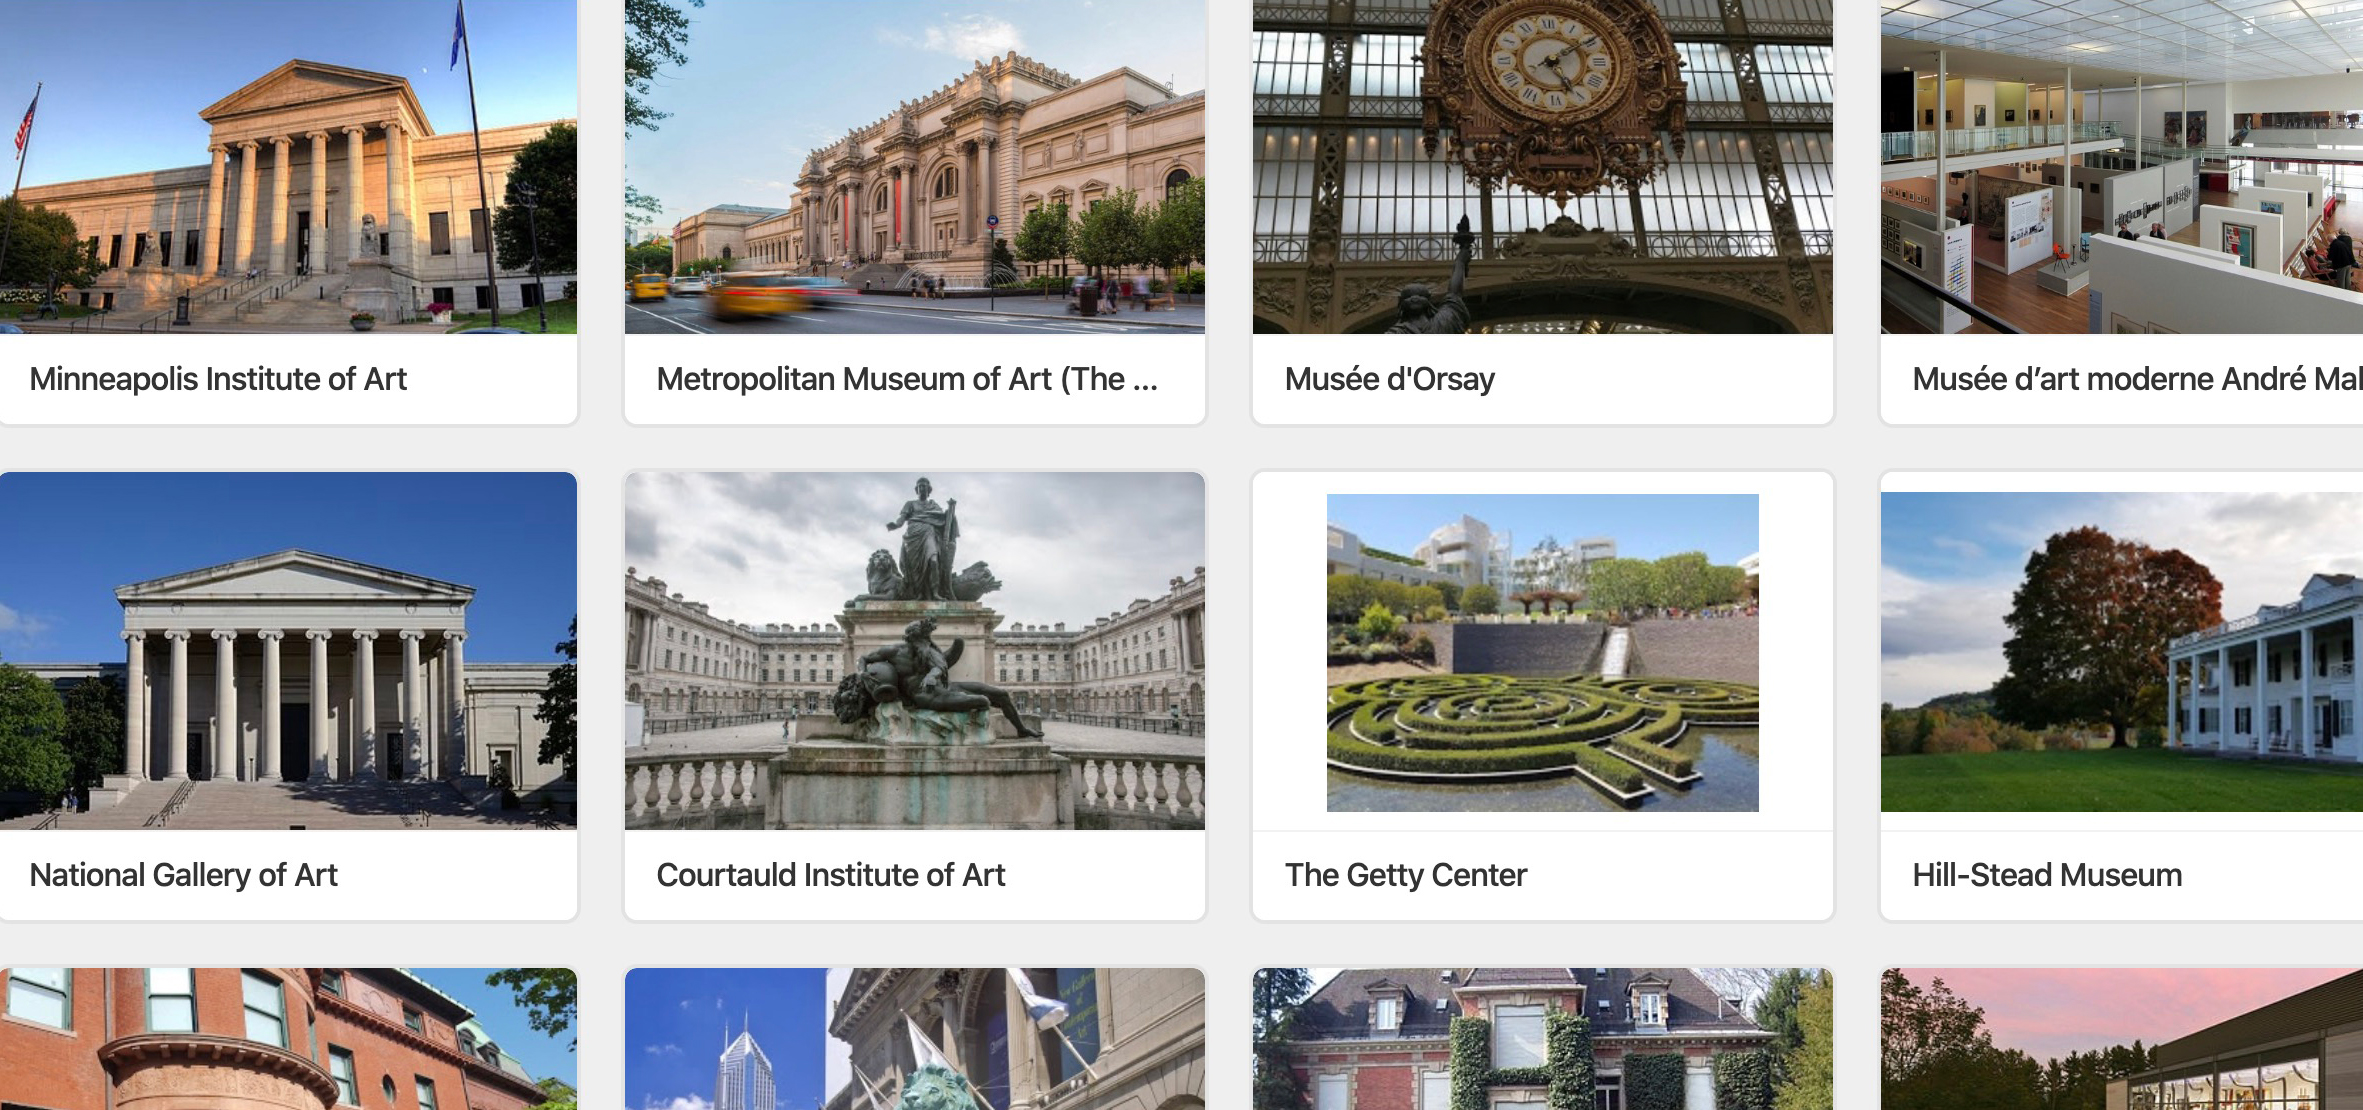 Minneapolis Institute of Art
Metropolitan Museum of Art (The ...
Musée d'Orsay
Musée d’art moderne André Mal
National Gallery of Art
Courtauld Institute of Art
The Getty Center
Hill-Stead Museum